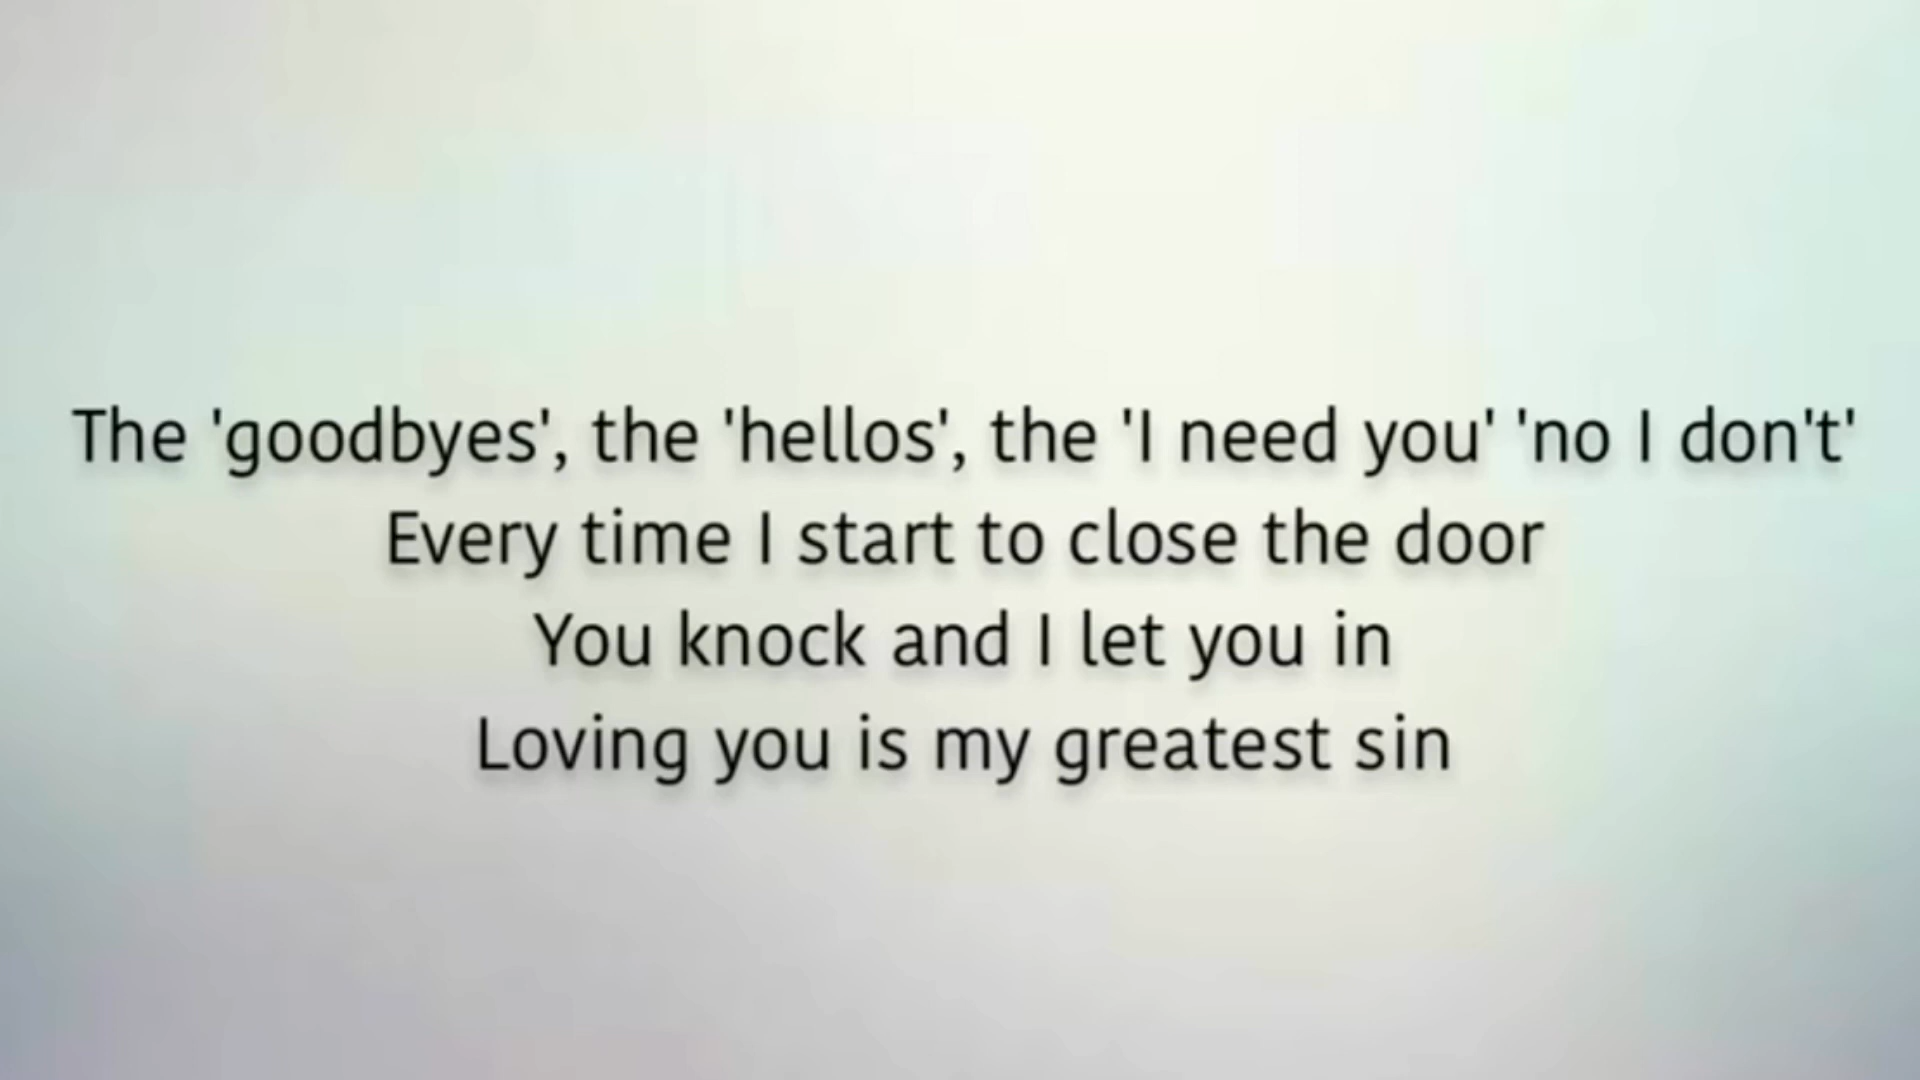 The 'goodbyes', the 'hellos', the 'I need you' 'no I don't'
Every time I start to close the door
You knock and I let you in
Loving you is my greatest sin